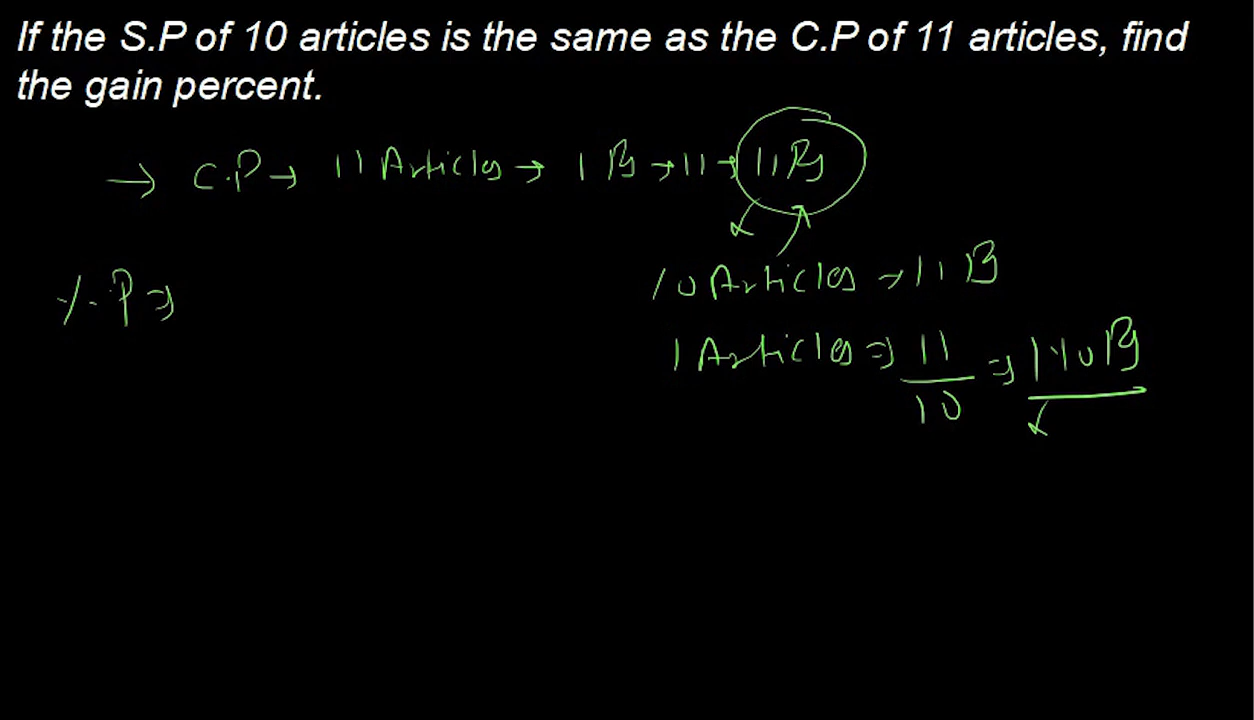 If the S.P of 10 articles is the same as the C.P of 11 articles, find
the gain percent.
→ C.P → 11 Articles → 1 Rs → 11 → 11 Rs
10 Articles → 11 Rs
%.P ⇒
1 Articles ⇒ 11/10 ⇒ 1.10 Rs